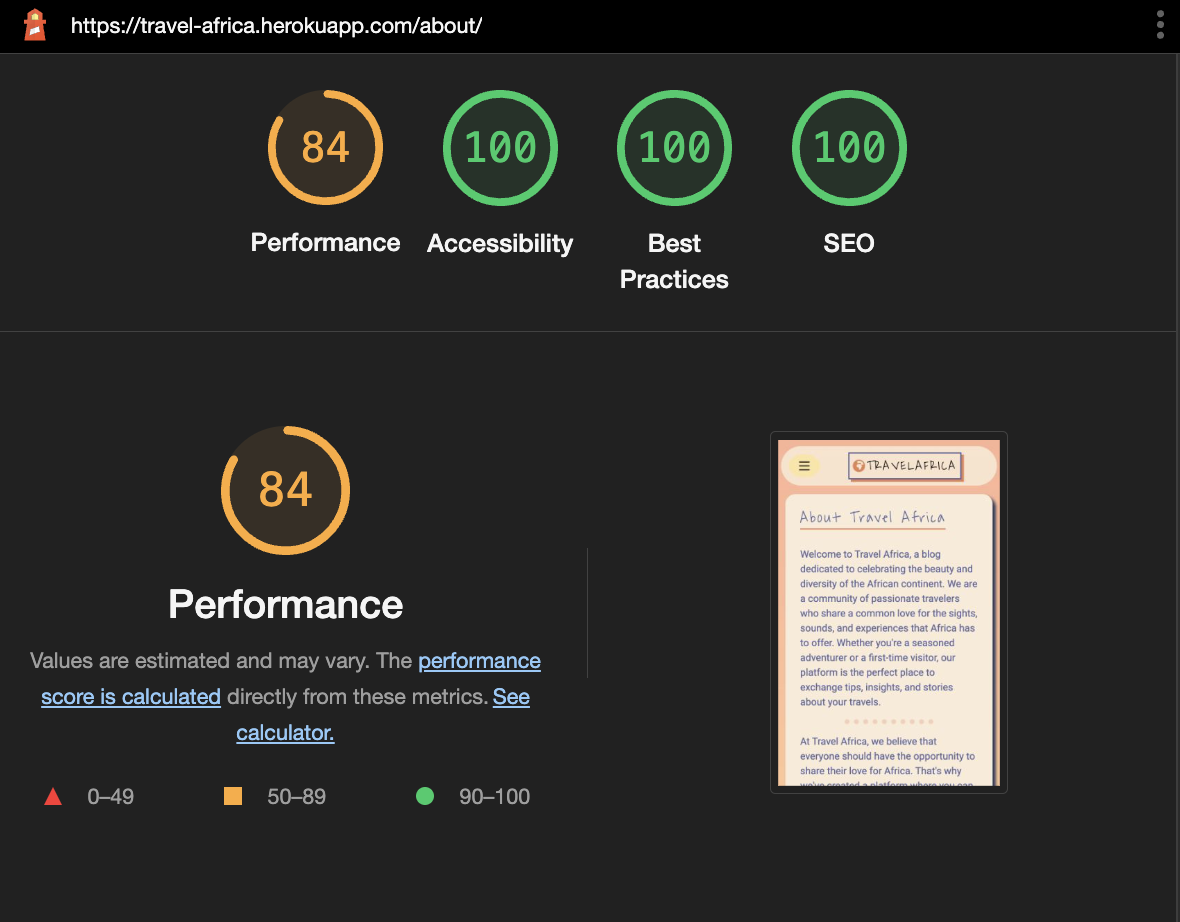 https://travel-africa.herokuapp.com/about/
84
100
100
100
Performance
Accessibility
Best
Practices
SEO
84
Performance
Values are estimated and may vary. The performance
score is calculated directly from these metrics. See
calculator.
0–49
50–89
90–100
TRAVELAFRICA
About Travel Africa
Welcome to Travel Africa, a blog
dedicated to celebrating the beauty and
diversity of the African continent. We are
a community of passionate travelers
who share a common love for the sights,
sounds, and experiences that Africa has
to offer. Whether you're a seasoned
adventurer or a first-time visitor, our
platform is the perfect place to
exchange tips, insights, and stories
about your travels.
At Travel Africa, we believe that
everyone should have the opportunity to
share their love for Africa. That's why
we've created a platform where you can